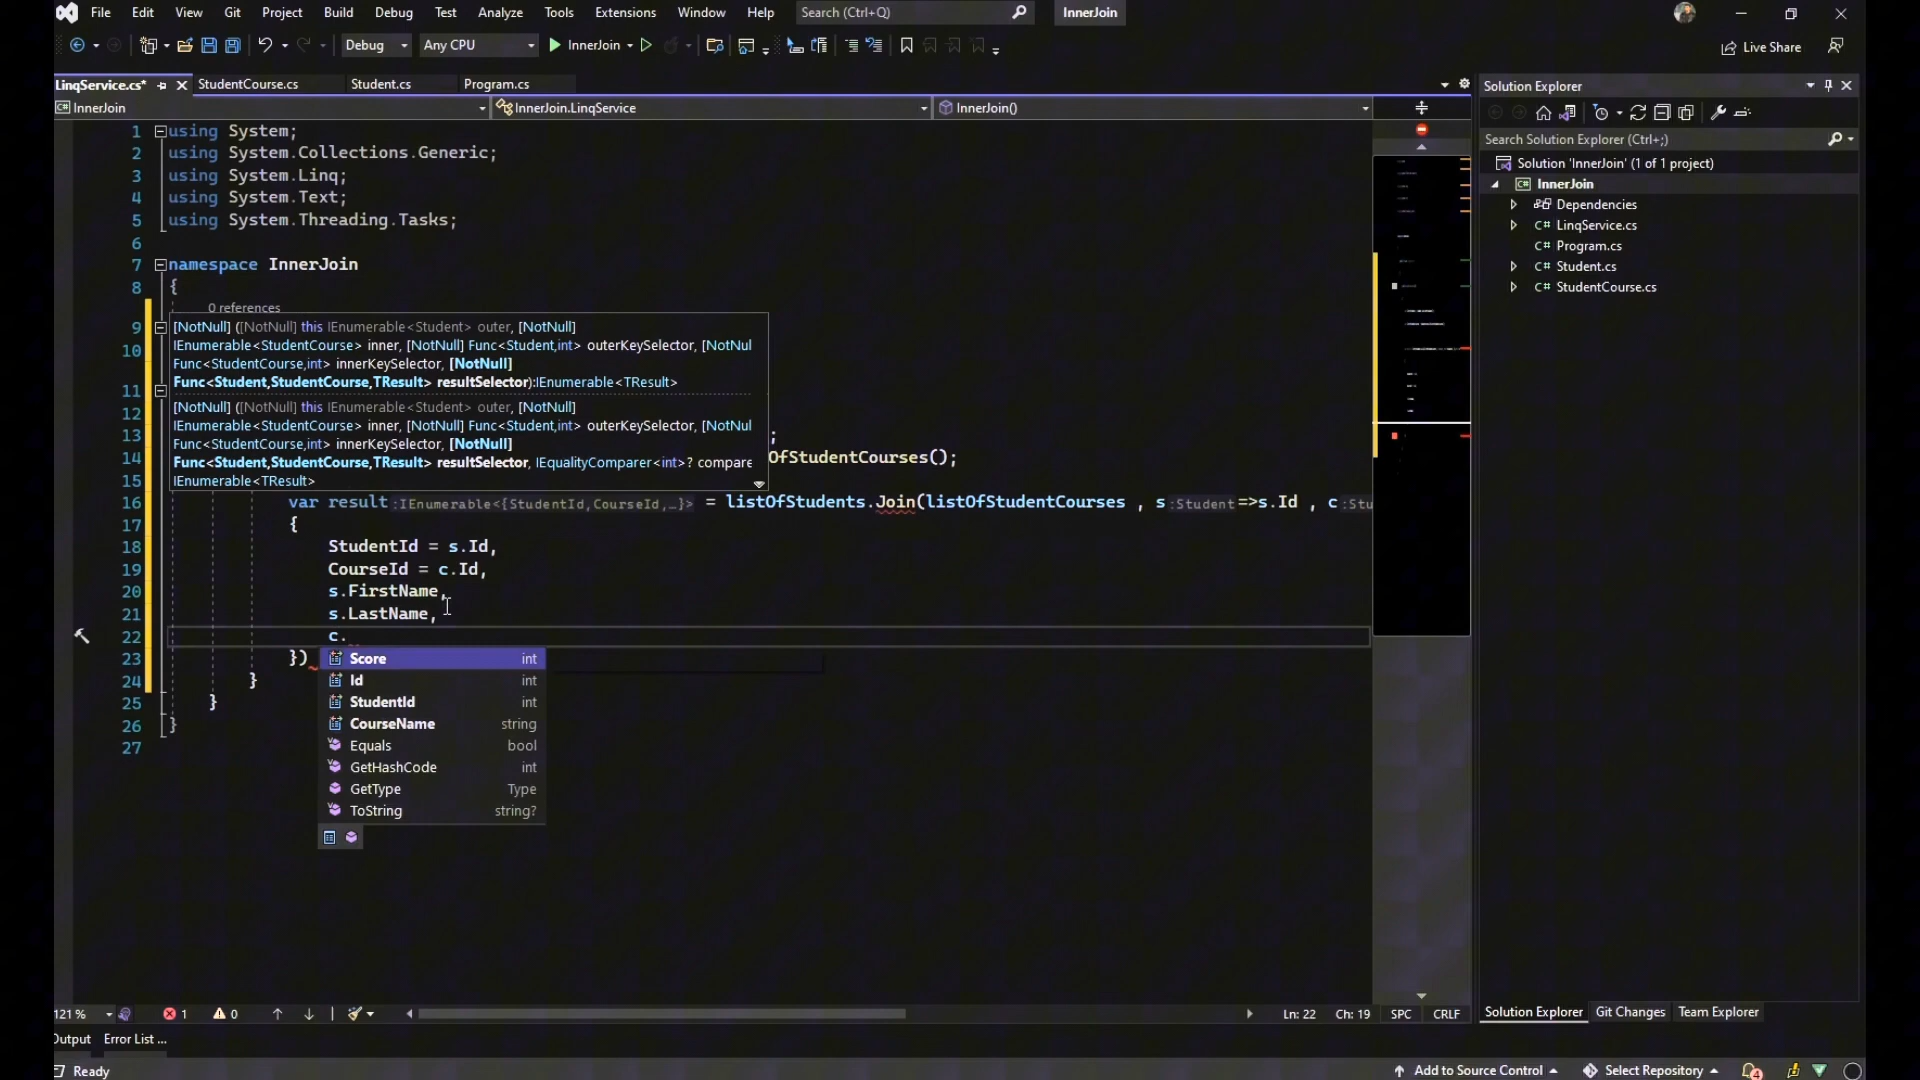 File Edit View Git Project Build Debug Test Analyze Tools Extensions Window Help Search (Ctrl+Q) InnerJoin
Debug Any CPU InnerJoin Live Share
LinqService.cs* StudentCourse.cs Student.cs Program.cs
InnerJoin InnerJoin.LinqService InnerJoin()
1 using System;
2 using System.Collections.Generic;
3 using System.Linq;
4 using System.Text;
5 using System.Threading.Tasks;
6
7 namespace InnerJoin
8 {
0 references
9
10
11
12
13 ;
14 OfStudentCourses();
15
[NotNull] ([NotNull] this IEnumerable<Student> outer, [NotNull]
IEnumerable<StudentCourse> inner, [NotNull] Func<Student,int> outerKeySelector, [NotNul
Func<StudentCourse,int> innerKeySelector, [NotNull]
Func<Student,StudentCourse,TResult> resultSelector):IEnumerable<TResult>
[NotNull] ([NotNull] this IEnumerable<Student> outer, [NotNull]
IEnumerable<StudentCourse> inner, [NotNull] Func<Student,int> outerKeySelector, [NotNul
Func<StudentCourse,int> innerKeySelector, [NotNull]
Func<Student,StudentCourse,TResult> resultSelector, IEqualityComparer<int>? compare
IEnumerable<TResult>
16 var result :IEnumerable<{StudentId,CourseId,…}> = listOfStudents.Join(listOfStudentCourses , s :Student =>s.Id , c :Stu
17 {
18 StudentId = s.Id,
19 CourseId = c.Id,
20 s.FirstName,
21 s.LastName,
22 c.
23 })
24 }
25 }
26 }
27
Score int
Id int
StudentId int
CourseName string
Equals bool
GetHashCode int
GetType Type
ToString string?
Solution Explorer
Search Solution Explorer (Ctrl+;)
Solution 'InnerJoin' (1 of 1 project)
C# InnerJoin
Dependencies
C# LinqService.cs
C# Program.cs
C# Student.cs
C# StudentCourse.cs
121 % 1 0 Ln: 22 Ch: 19 SPC CRLF
Solution Explorer Git Changes Team Explorer
Output Error List ...
Ready Add to Source Control Select Repository 4